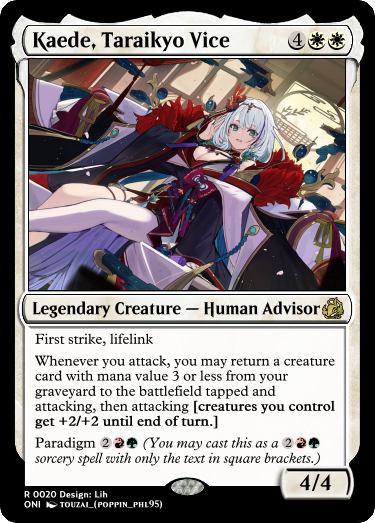 Kaede, Taraikyo Vice 4
Legendary Creature — Human Advisor
First strike, lifelink
Whenever you attack, you may return a creature
card with mana value 3 or less from your
graveyard to the battlefield tapped and
attacking, then attacking [creatures you control
get +2/+2 until end of turn.]
Paradigm 2 (You may cast this as a 2
sorcery spell with only the text in square brackets.)
4/4
R 0020 Design: Lih
ONI TOUZAI_(POPPIN_PHL95)